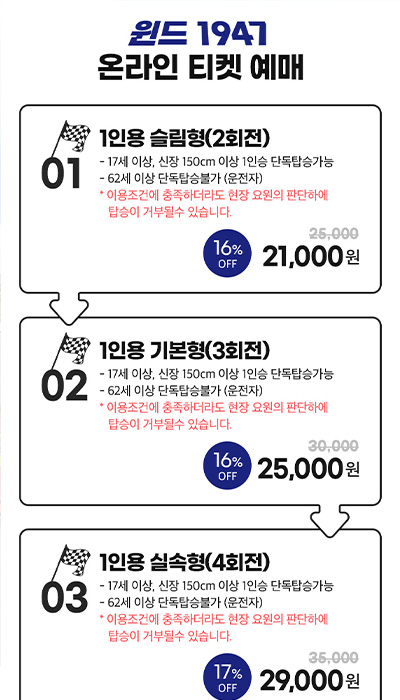 윈드 1947
온라인 티켓 예매
01
1인용 슬림형(2회전)
- 17세 이상, 신장 150cm 이상 1인승 단독탑승가능
- 62세 이상 단독탑승불가 (운전자)
* 이용조건에 충족하더라도 현장 요원의 판단하에
탑승이 거부될수 있습니다.
16%
OFF
25,000
21,000원
02
1인용 기본형(3회전)
- 17세 이상, 신장 150cm 이상 1인승 단독탑승가능
- 62세 이상 단독탑승불가 (운전자)
* 이용조건에 충족하더라도 현장 요원의 판단하에
탑승이 거부될수 있습니다.
16%
OFF
30,000
25,000원
03
1인용 실속형(4회전)
- 17세 이상, 신장 150cm 이상 1인승 단독탑승가능
- 62세 이상 단독탑승불가 (운전자)
* 이용조건에 충족하더라도 현장 요원의 판단하에
탑승이 거부될수 있습니다.
17%
OFF
35,000
29,000원